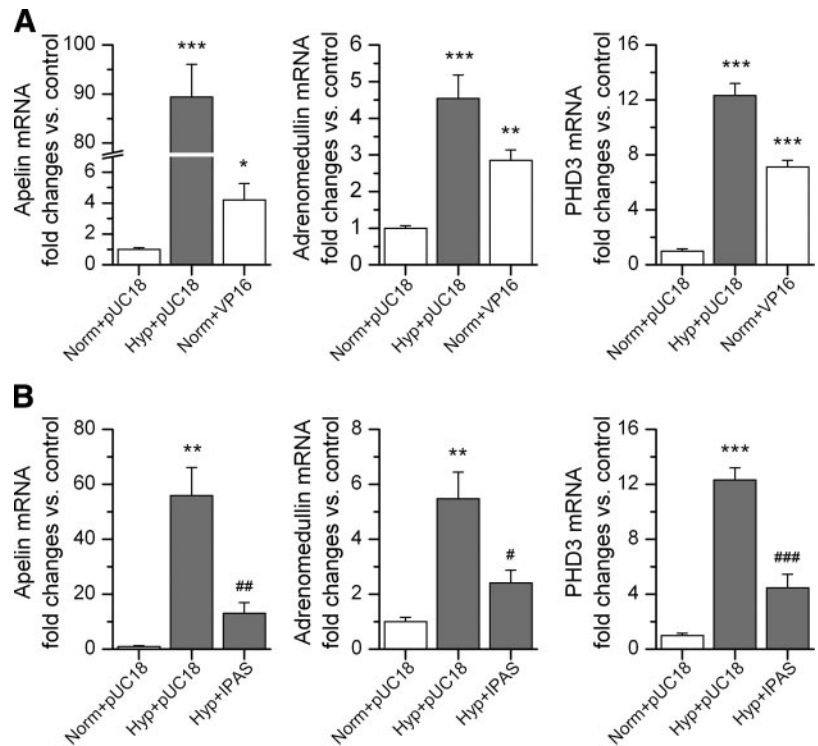 A
Apelin mRNA
fold changes vs. control
100
90
80
6
4
2
0
***
*
Norm+pUC18
Hyp+pUC18
Norm+VP16
Adrenomedullin mRNA
fold changes vs. control
6
5
4
3
2
1
0
***
**
Norm+pUC18
Hyp+pUC18
Norm+VP16
PHD3 mRNA
fold changes vs. control
16
12
8
4
0
***
***
Norm+pUC18
Hyp+pUC18
Norm+VP16
B
Apelin mRNA
fold changes vs. control
80
60
40
20
0
**
##
Norm+pUC18
Hyp+pUC18
Hyp+IPAS
Adrenomedullin mRNA
fold changes vs. control
8
6
4
2
0
**
#
Norm+pUC18
Hyp+pUC18
Hyp+IPAS
PHD3 mRNA
fold changes vs. control
16
12
8
4
0
***
###
Norm+pUC18
Hyp+pUC18
Hyp+IPAS